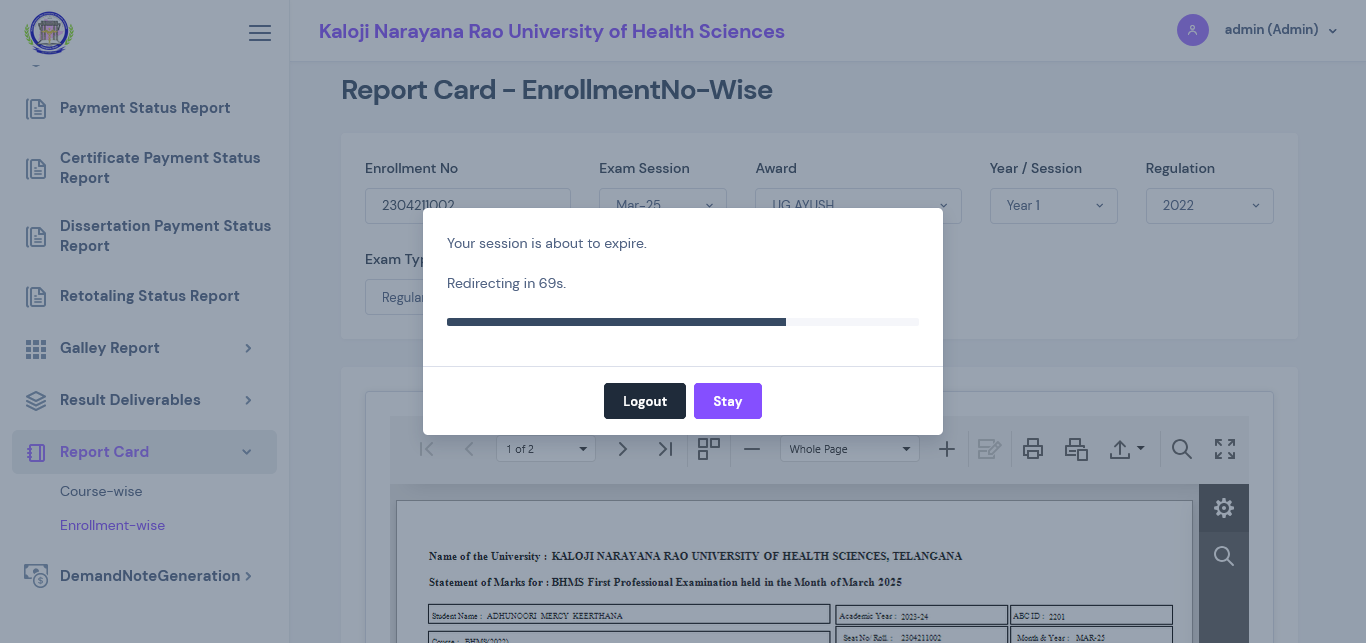 Kaloji Narayana Rao University of Health Sciences
admin (Admin)
Payment Status Report
Certificate Payment Status
Report
Dissertation Payment Status
Report
Retotaling Status Report
Galley Report
Result Deliverables
Report Card
Course-wise
Enrollment-wise
DemandNoteGeneration
Report Card - EnrollmentNo-Wise
Enrollment No
Exam Session
Award
Year / Session
Regulation
2304211002
Mar-25
UG AYUSH
Year 1
2022
Exam Typ
Regular
Your session is about to expire.
Redirecting in 69s.
Logout
Stay
1 of 2
Whole Page
Name of the University : KALOJI NARAYANA RAO UNIVERSITY OF HEALTH SCIENCES, TELANGANA
Statement of Marks for : BHMS First Professional Examination held in the Month of March 2025
Student Name : ADHUNOORI MERCY KEERTHANA
Academic Year : 2023-24
ABC ID : 2201
Course : BHMS(2022)
Seat No/ Roll. : 2304211002
Month & Year : MAR-25